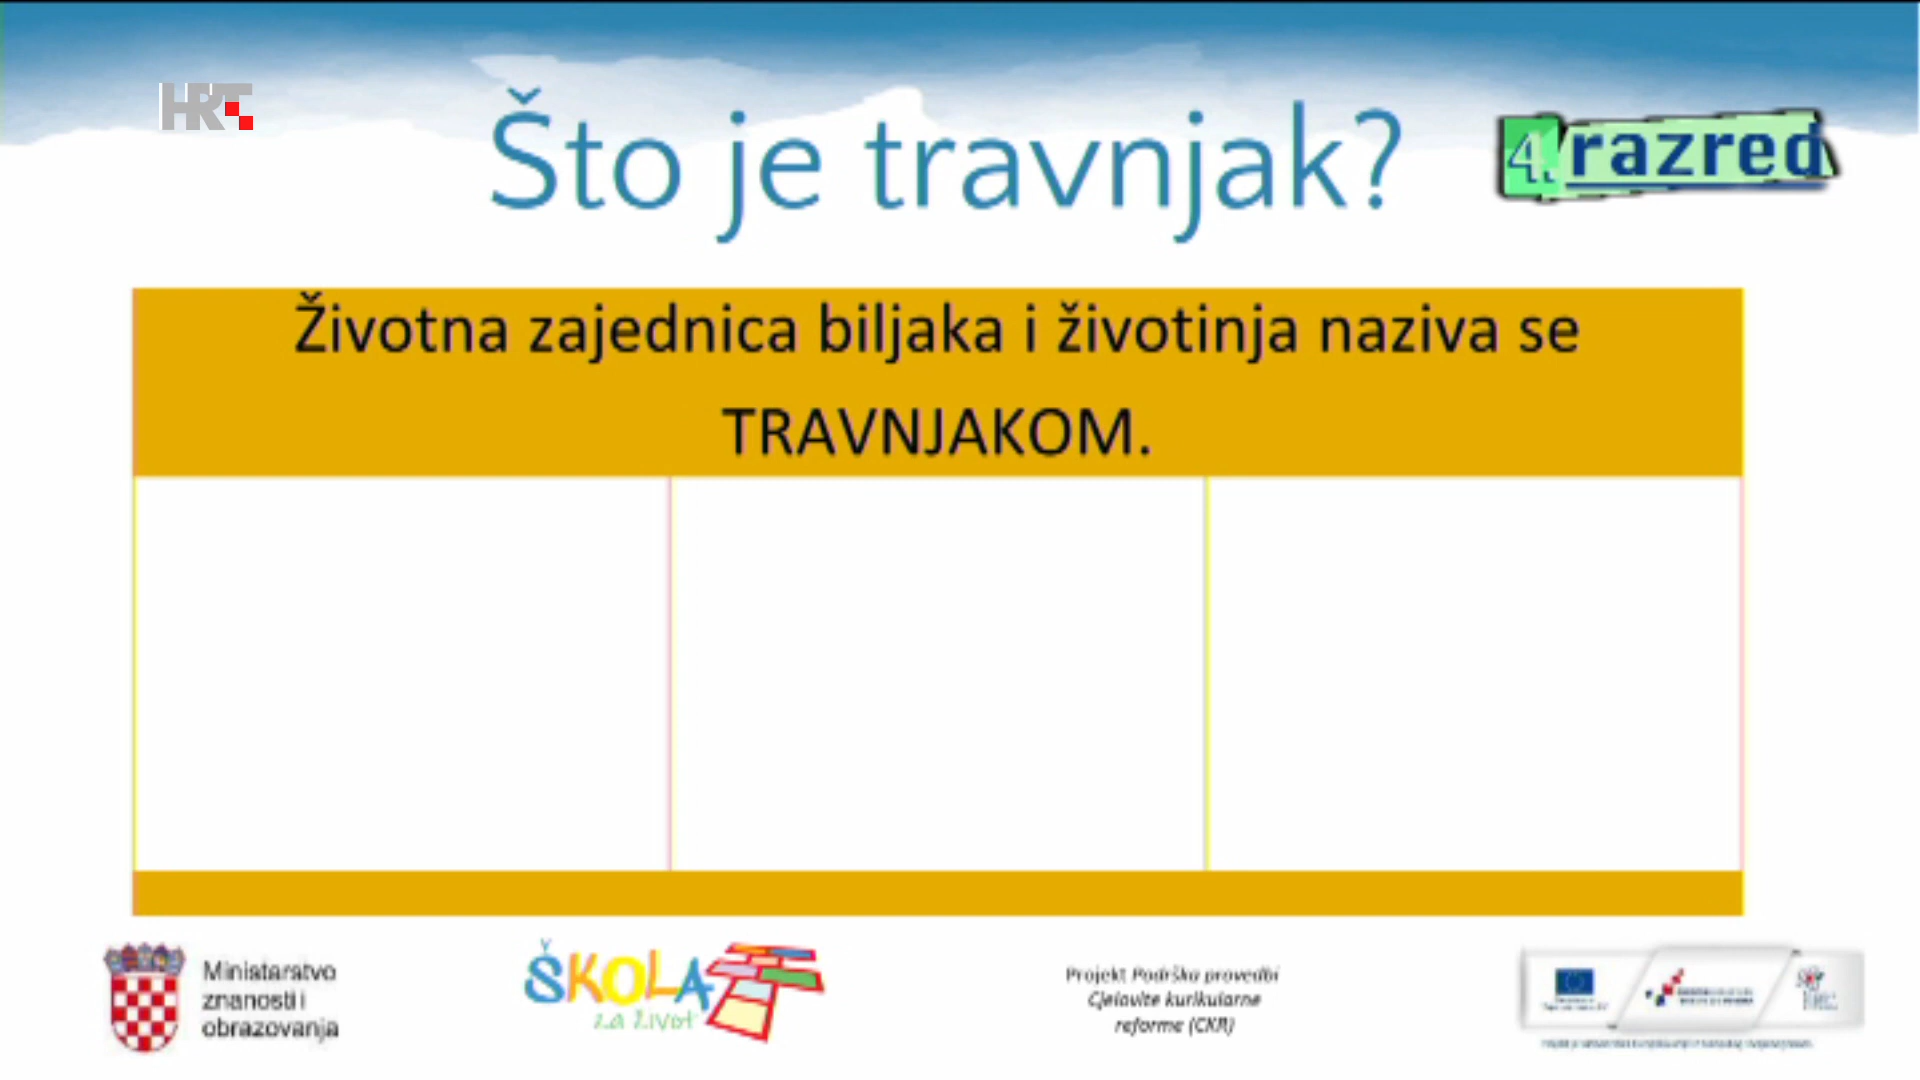 HRT
Što je travnjak?
4. razred
Životna zajednica biljaka i životinja naziva se
TRAVNJAKOM.
Ministarstvo
znanosti i
obrazovanja
ŠKOLA
za život
Projekt Podrška provedbi
Cjelovite kurikularne
reforme (CKR)